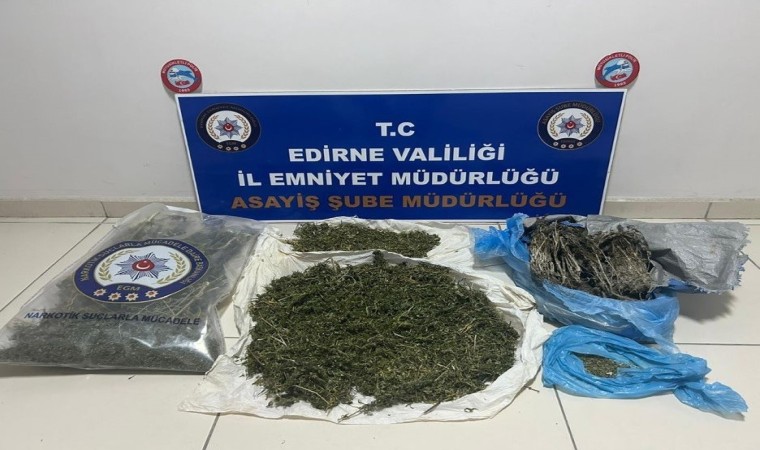 T.C
EDİRNE VALİLİĞİ
İL EMNİYET MÜDÜRLÜĞÜ
ASAYİŞ ŞUBE MÜDÜRLÜĞÜ
EGM
NARKOTİK SUÇLARLA MÜCADELE